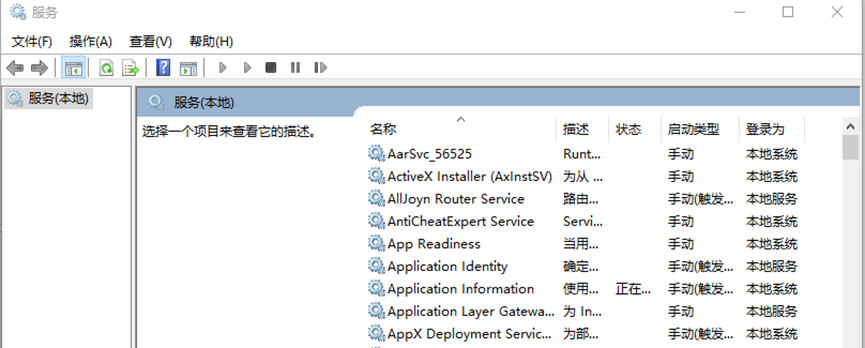 服务
文件(F) 操作(A) 查看(V) 帮助(H)
服务(本地)
服务(本地)
选择一个项目来查看它的描述。
名称 描述 状态 启动类型 登录为
AarSvc_56525 Runt... 手动 本地系统
ActiveX Installer (AxInstSV) 为从 ... 手动 本地系统
AllJoyn Router Service 路由... 手动(触发... 本地服务
AntiCheatExpert Service Servi... 手动 本地系统
App Readiness 当用... 手动 本地系统
Application Identity 确定... 手动(触发... 本地服务
Application Information 使用... 正在... 手动(触发... 本地系统
Application Layer Gatewa... 为 In... 手动 本地服务
AppX Deployment Servic... 为部... 手动(触发... 本地系统